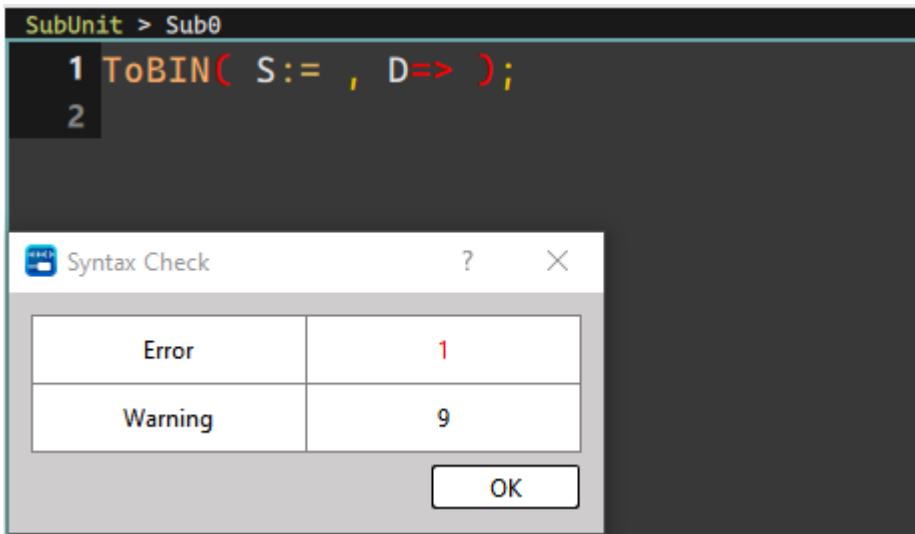 SubUnit > Sub0
1 ToBIN( S:= , D=> );
2
Syntax Check ? ×
Error 1
Warning 9
OK